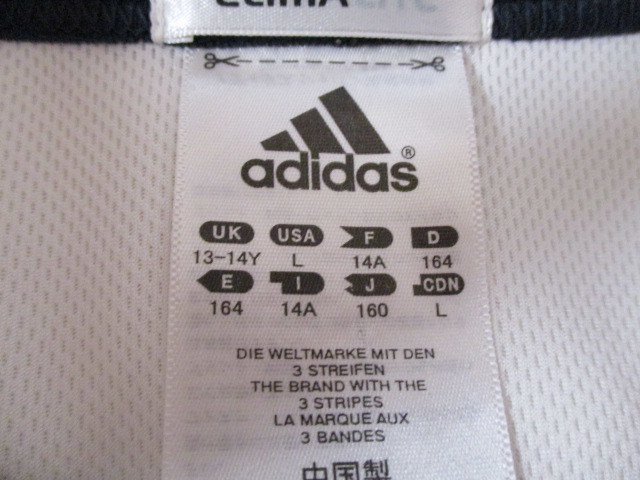 CLIMALITE
adidas®
UK USA F D
13-14Y L 14A 164
E I J CDN
164 14A 160 L
DIE WELTMARKE MIT DEN
3 STREIFEN
THE BRAND WITH THE
3 STRIPES
LA MARQUE AUX
3 BANDES
中国製